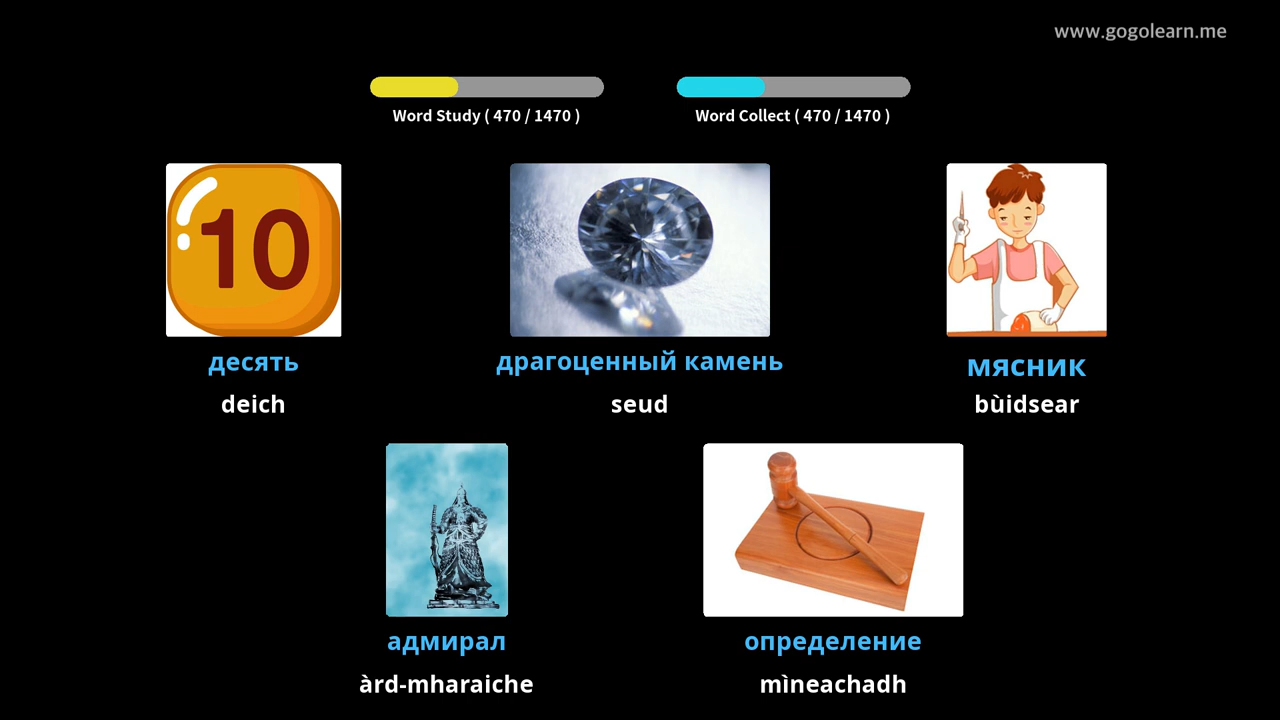 www.gogolearn.me
Word Study ( 470 / 1470 )
Word Collect ( 470 / 1470 )
10
десять
deich
драгоценный камень
seud
мясник
bùidsear
адмирал
àrd-mharaiche
определение
mìneachadh